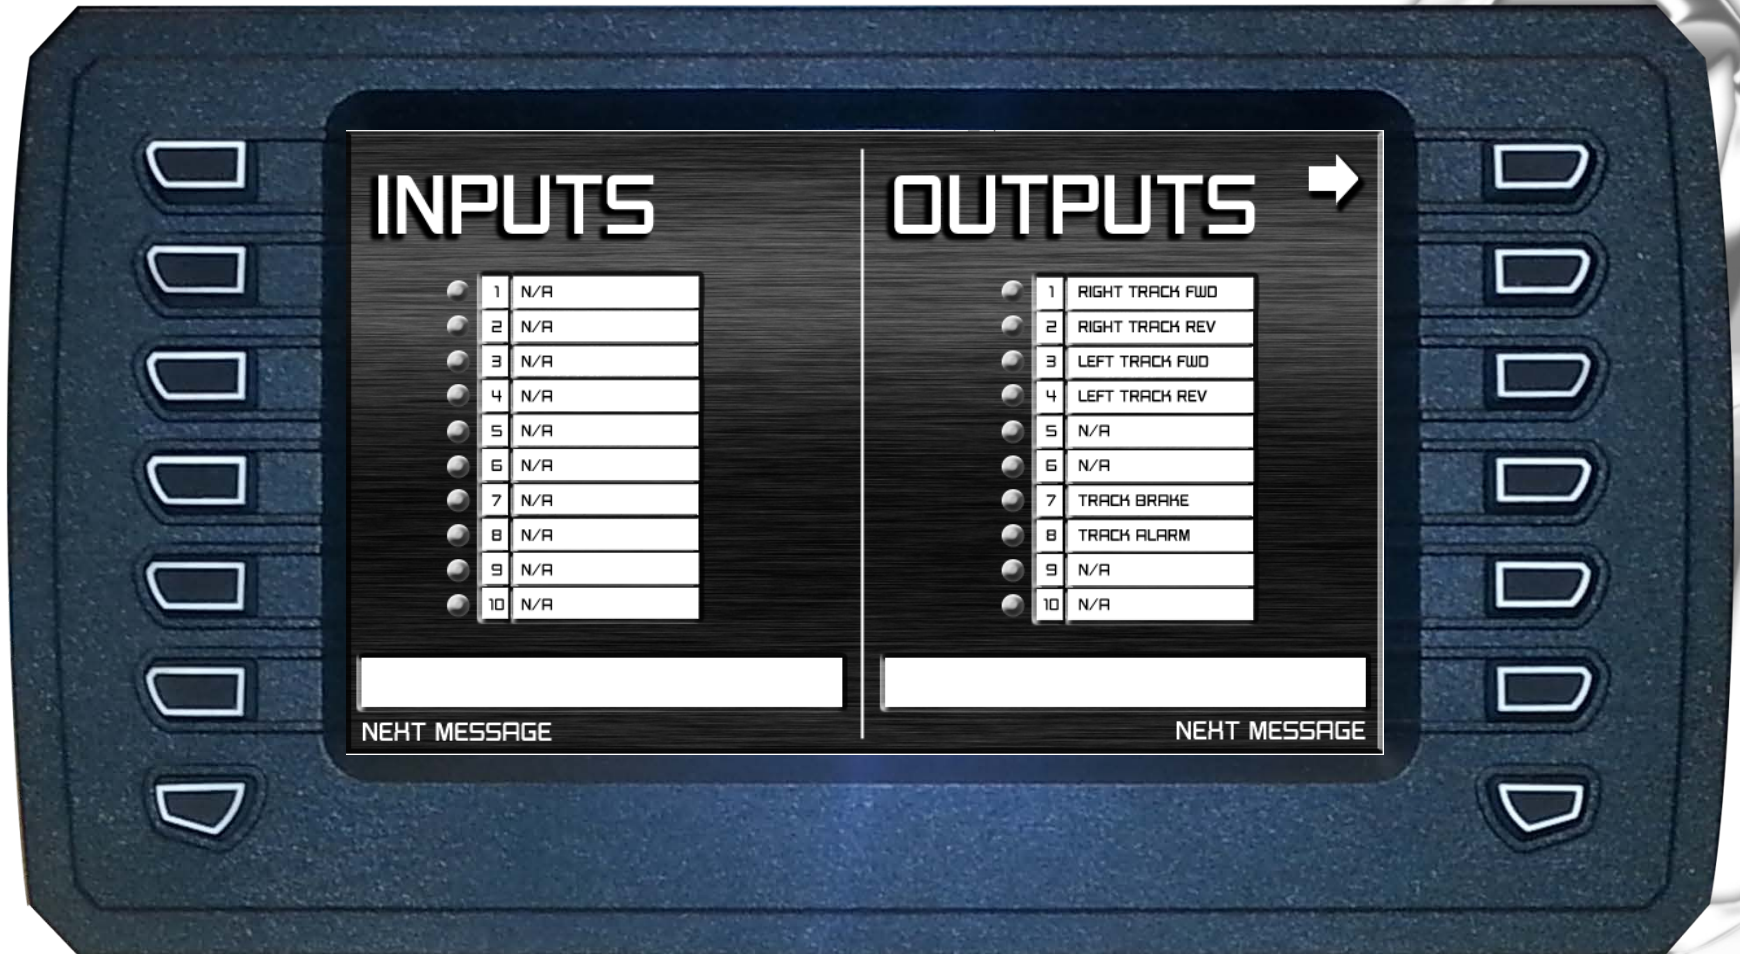 INPUTS
1 N/A
2 N/A
3 N/A
4 N/A
5 N/A
6 N/A
7 N/A
8 N/A
9 N/A
10 N/A
NEXT MESSAGE
OUTPUTS
1 RIGHT TRACK FWD
2 RIGHT TRACK REV
3 LEFT TRACK FWD
4 LEFT TRACK REV
5 N/A
6 N/A
7 TRACK BRAKE
8 TRACK ALARM
9 N/A
10 N/A
NEXT MESSAGE